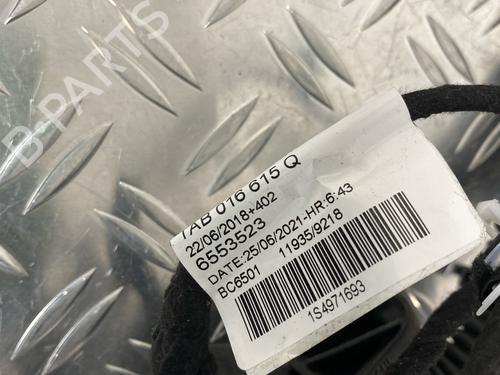 B-PARTS
7AB 016 615 Q
22/06/2018-402
6553523
DATE:25/06/2021-HR:6:43
BC6501 11935/9218
1S4971693